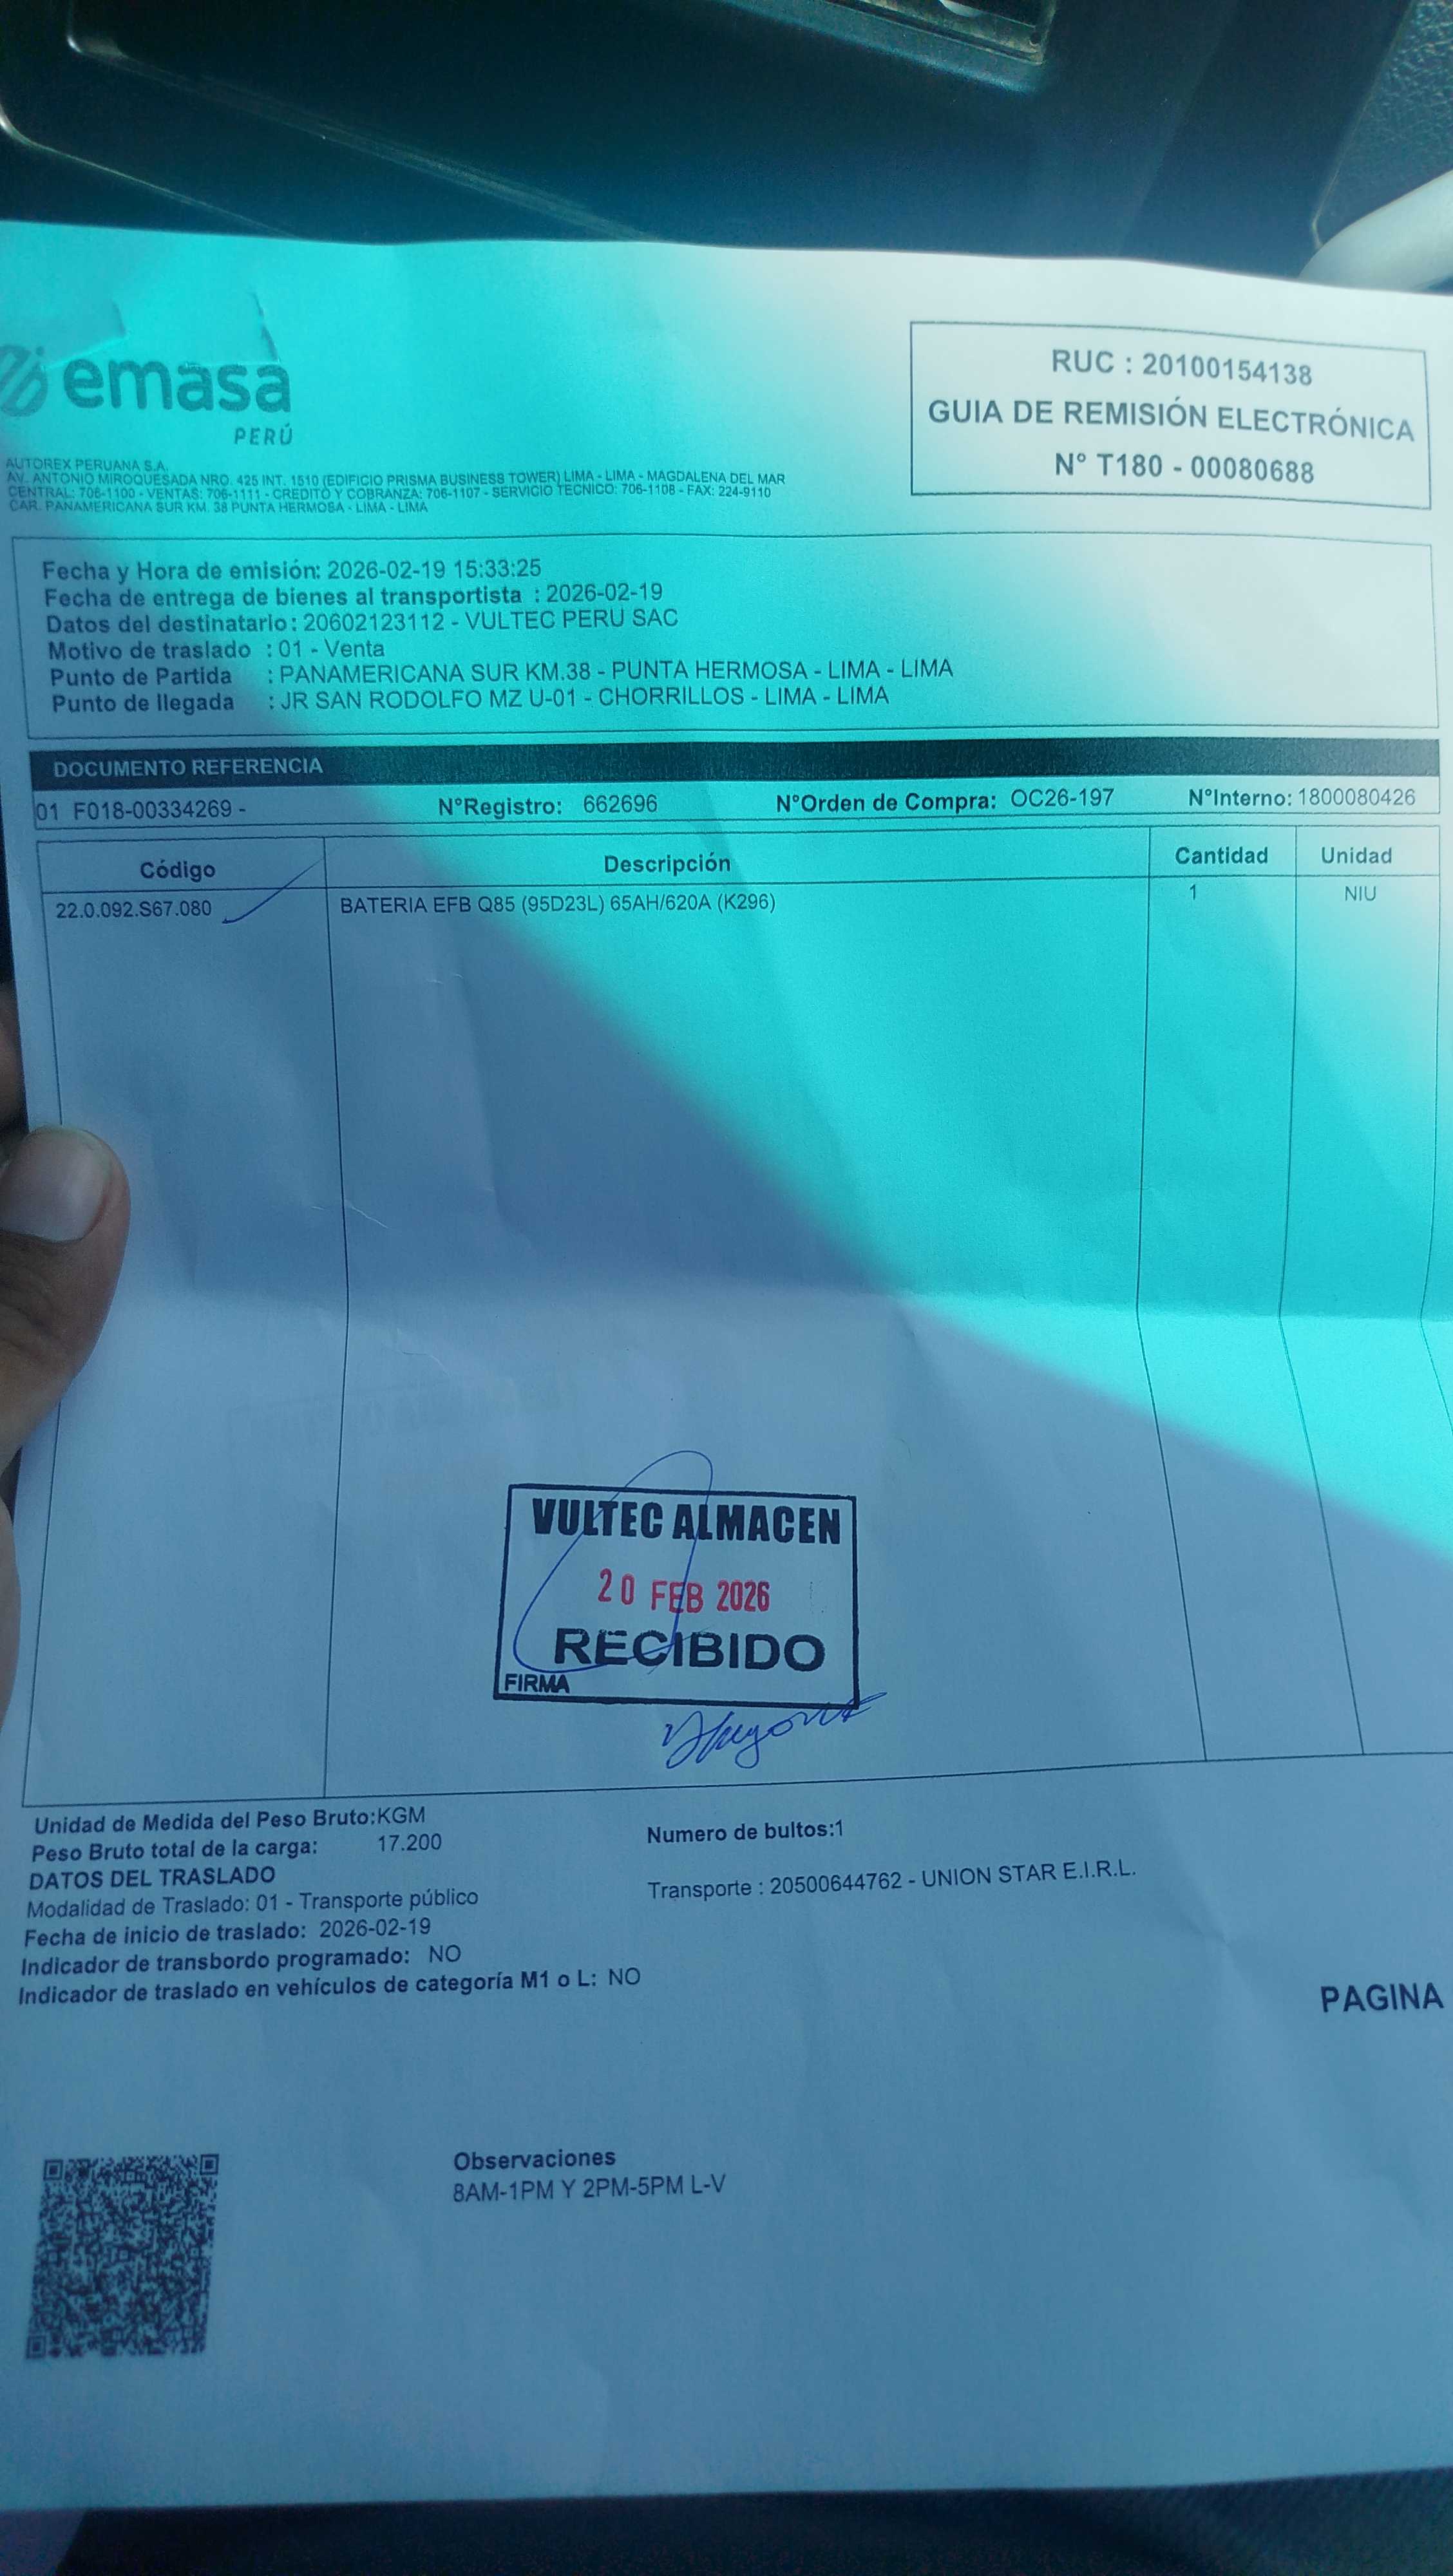 emasa
PERÚ
RUC : 20100154138
GUIA DE REMISIÓN ELECTRÓNICA
N° T180 - 00080688
AUTOREX PERUANA S.A.
AV. ANTONIO MIROQUESADA NRO. 425 INT. 1510 (EDIFICIO PRISMA BUSINESS TOWER) LIMA - LIMA - MAGDALENA DEL MAR
CENTRAL: 706-1100 - VENTAS: 706-1111 - CREDITO Y COBRANZA: 706-1107 - SERVICIO TECNICO: 706-1108 - FAX: 224-9110
CAR. PANAMERICANA SUR KM. 38 PUNTA HERMOSA - LIMA - LIMA
Fecha y Hora de emisión: 2026-02-19 15:33:25
Fecha de entrega de bienes al transportista : 2026-02-19
Datos del destinatario: 20602123112 - VULTEC PERU SAC
Motivo de traslado : 01 - Venta
Punto de Partida : PANAMERICANA SUR KM.38 - PUNTA HERMOSA - LIMA - LIMA
Punto de llegada : JR SAN RODOLFO MZ U-01 - CHORRILLOS - LIMA - LIMA
DOCUMENTO REFERENCIA
01 F018-00334269 - N°Registro: 662696 N°Orden de Compra: OC26-197 N°Interno: 1800080426
Código Descripción Cantidad Unidad
22.0.092.S67.080 BATERIA EFB Q85 (95D23L) 65AH/620A (K296) 1 NIU
VULTEC ALMACEN
20 FEB 2026
RECIBIDO
FIRMA
Unidad de Medida del Peso Bruto:KGM
Peso Bruto total de la carga: 17.200 Numero de bultos:1
DATOS DEL TRASLADO
Modalidad de Traslado: 01 - Transporte público Transporte : 20500644762 - UNION STAR E.I.R.L.
Fecha de inicio de traslado: 2026-02-19
Indicador de transbordo programado: NO
Indicador de traslado en vehículos de categoría M1 o L: NO
PAGINA
Observaciones
8AM-1PM Y 2PM-5PM L-V